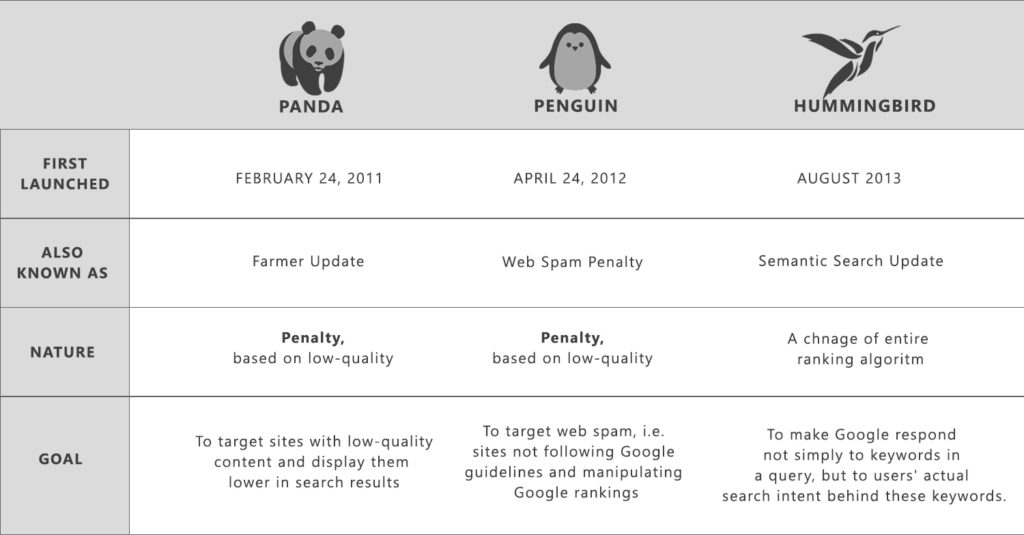 PANDA
PENGUIN
HUMMINGBIRD
FIRST
LAUNCHED
FEBRUARY 24, 2011
APRIL 24, 2012
AUGUST 2013
ALSO
KNOWN AS
Farmer Update
Web Spam Penalty
Semantic Search Update
NATURE
Penalty,
based on low-quality
Penalty,
based on low-quality
A chnage of entire
ranking algoritm
GOAL
To target sites with low-quality
content and display them
lower in search results
To target web spam, i.e.
sites not following Google
guidelines and manipulating
Google rankings
To make Google respond
not simply to keywords in
a query, but to users' actual
search intent behind these keywords.